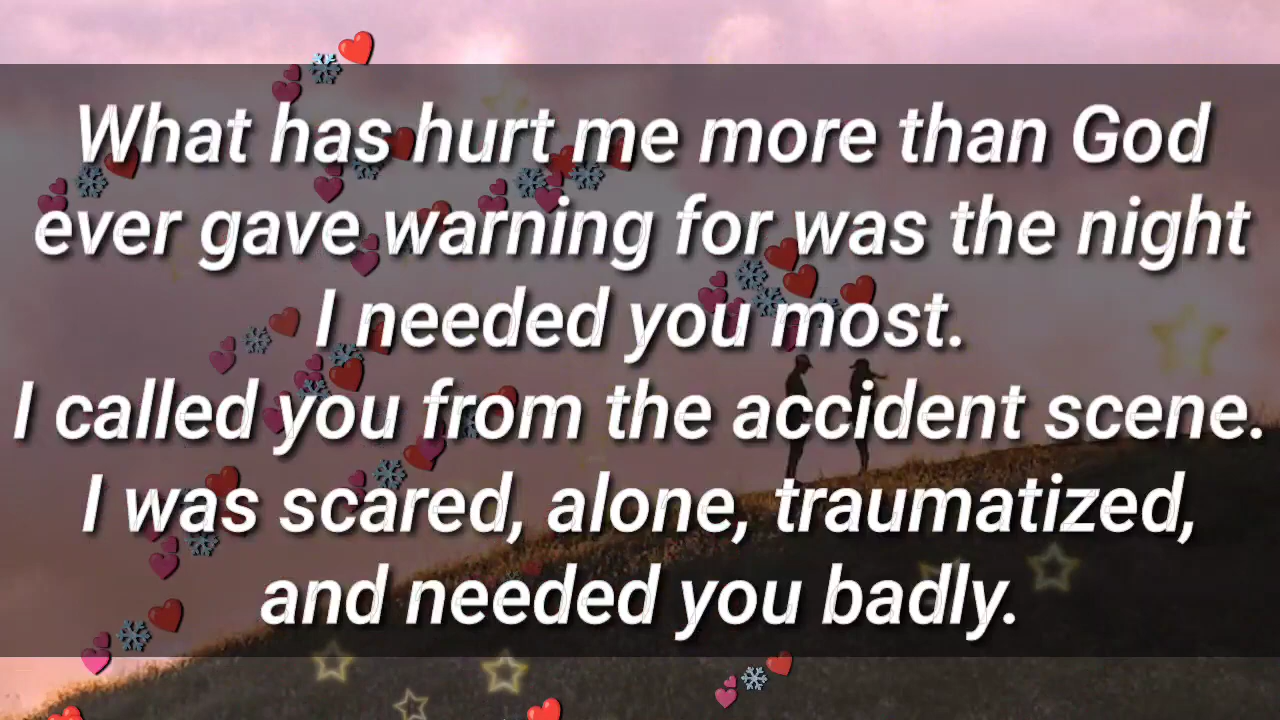 What has hurt me more than God
ever gave warning for was the night
I needed you most.
I called you from the accident scene.
I was scared, alone, traumatized,
and needed you badly.